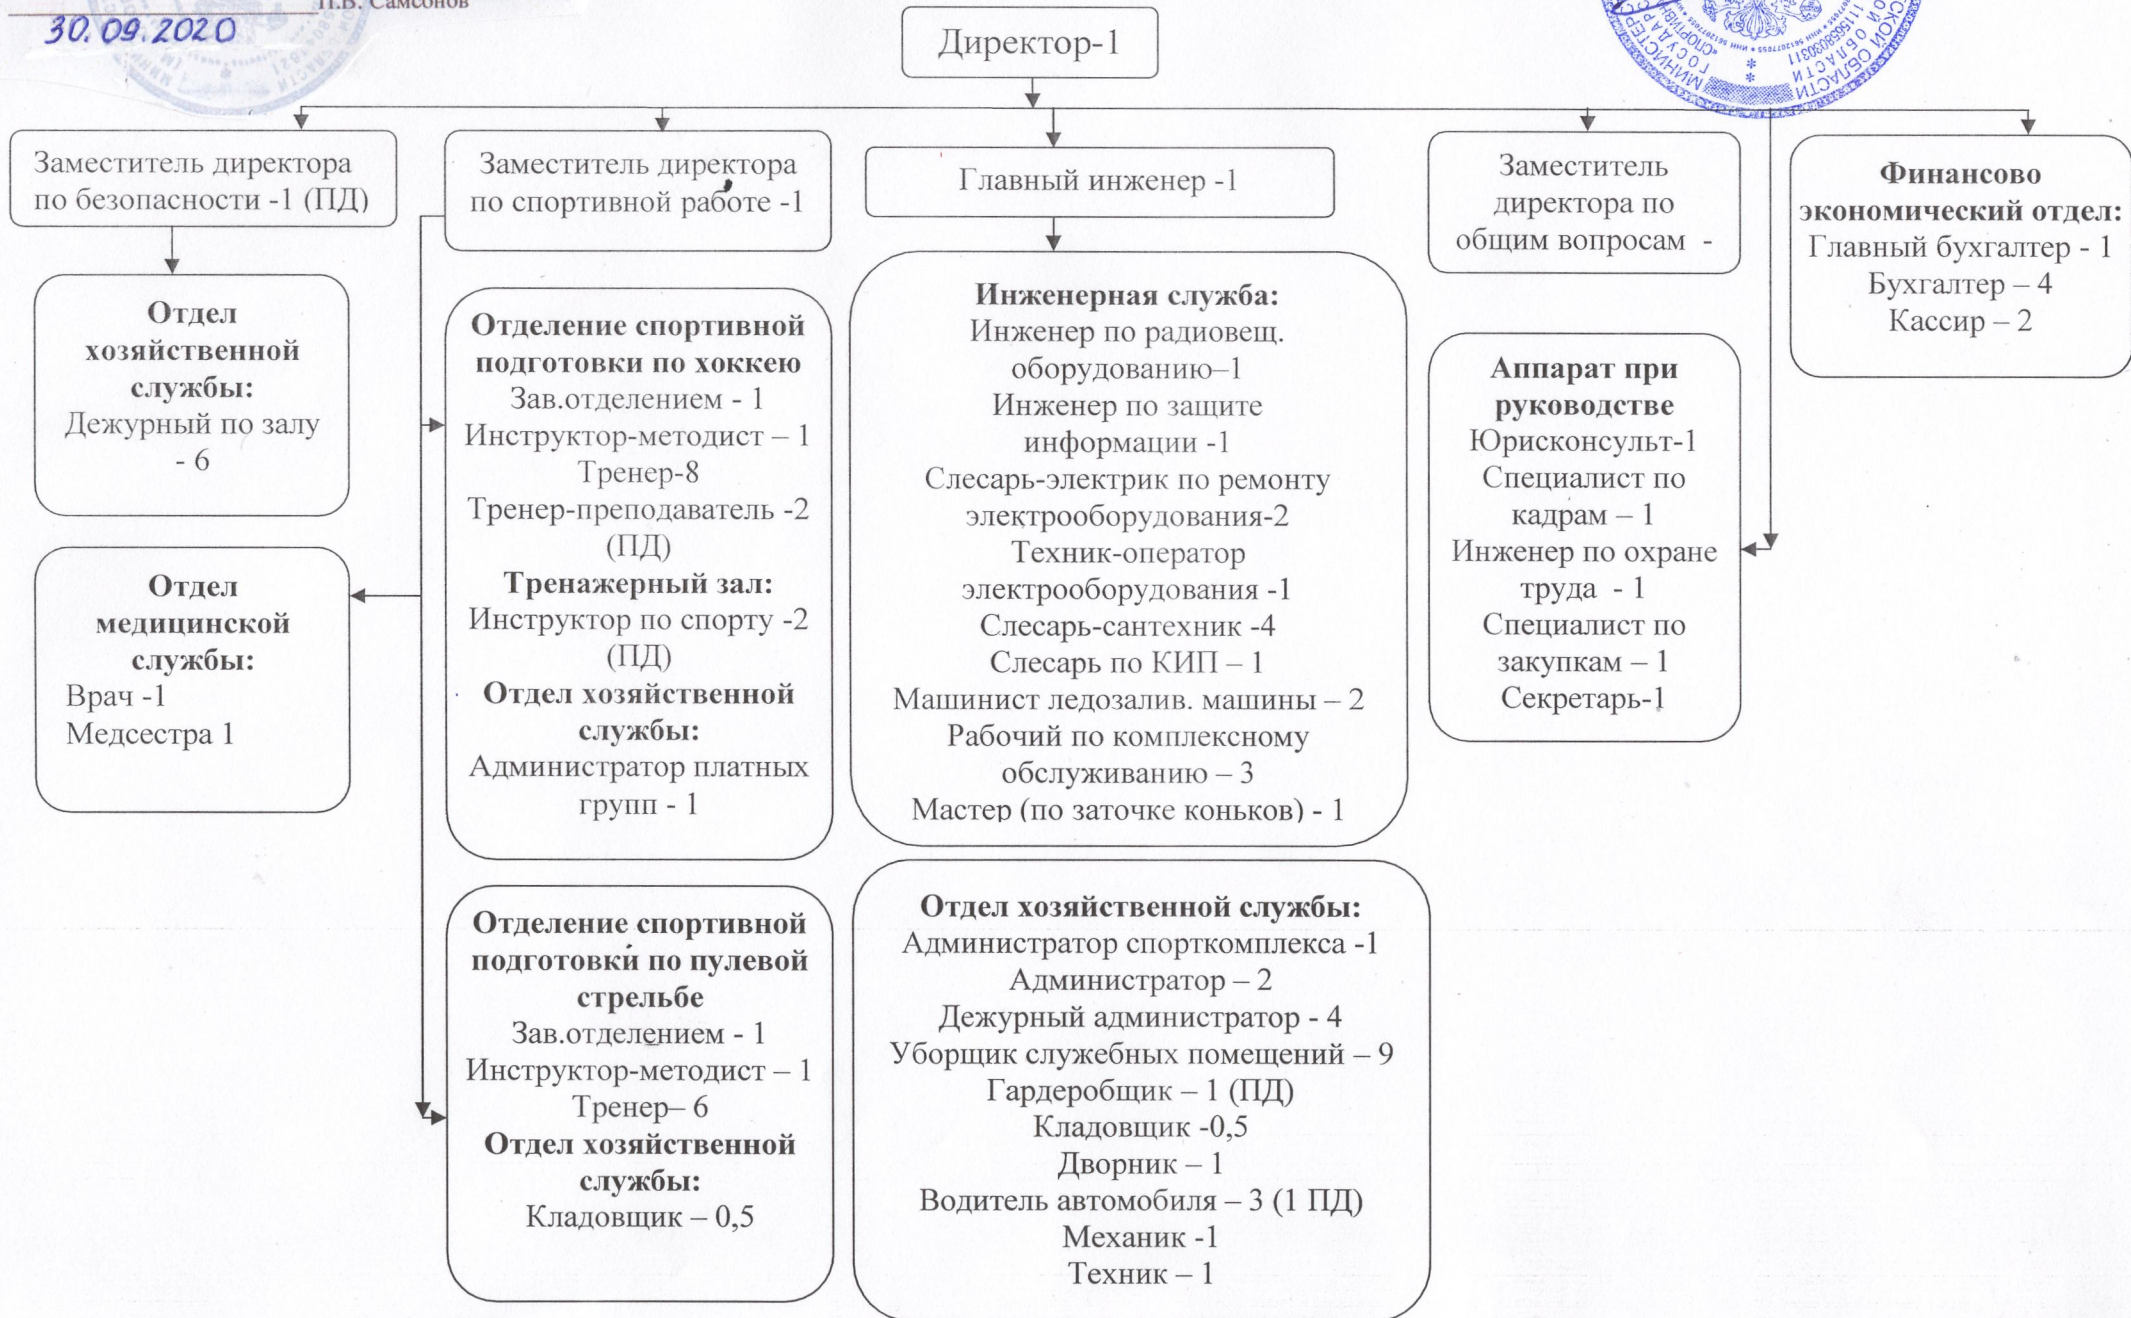 П.В. Самсонов
30.09.2020
Директор-1
Заместитель директора
по безопасности -1 (ПД)
Заместитель директора
по спортивной работе -1
Главный инженер -1
Заместитель
директора по
общим вопросам -
Финансово
экономический отдел:
Главный бухгалтер - 1
Бухгалтер – 4
Кассир – 2
Отдел
хозяйственной
службы:
Дежурный по залу
- 6
Отдел
медицинской
службы:
Врач -1
Медсестра 1
Отделение спортивной
подготовки по хоккею
Зав.отделением - 1
Инструктор-методист – 1
Тренер-8
Тренер-преподаватель -2
(ПД)
Тренажерный зал:
Инструктор по спорту -2
(ПД)
Отдел хозяйственной
службы:
Администратор платных
групп - 1
Отделение спортивной
подготовки по пулевой
стрельбе
Зав.отделением - 1
Инструктор-методист – 1
Тренер– 6
Отдел хозяйственной
службы:
Кладовщик – 0,5
Инженерная служба:
Инженер по радиовещ.
оборудованию–1
Инженер по защите
информации -1
Слесарь-электрик по ремонту
электрооборудования-2
Техник-оператор
электрооборудования -1
Слесарь-сантехник -4
Слесарь по КИП – 1
Машинист ледозалив. машины – 2
Рабочий по комплексному
обслуживанию – 3
Мастер (по заточке коньков) - 1
Отдел хозяйственной службы:
Администратор спорткомплекса -1
Администратор – 2
Дежурный администратор - 4
Уборщик служебных помещений – 9
Гардеробщик – 1 (ПД)
Кладовщик -0,5
Дворник – 1
Водитель автомобиля – 3 (1 ПД)
Механик -1
Техник – 1
Аппарат при
руководстве
Юрисконсульт-1
Специалист по
кадрам – 1
Инженер по охране
труда - 1
Специалист по
закупкам – 1
Секретарь-1